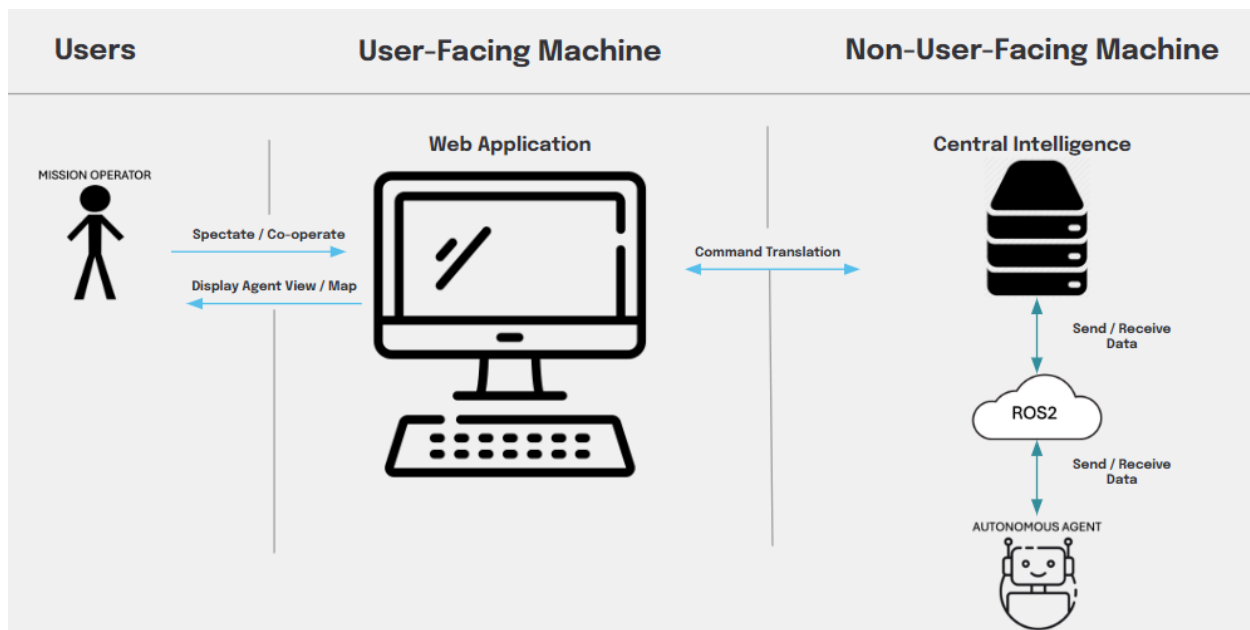 Users
User-Facing Machine
Non-User-Facing Machine
MISSION OPERATOR
Spectate / Co-operate
Display Agent View / Map
Web Application
Command Translation
Central Intelligence
Send / Receive
Data
ROS2
Send / Receive
Data
AUTONOMOUS AGENT